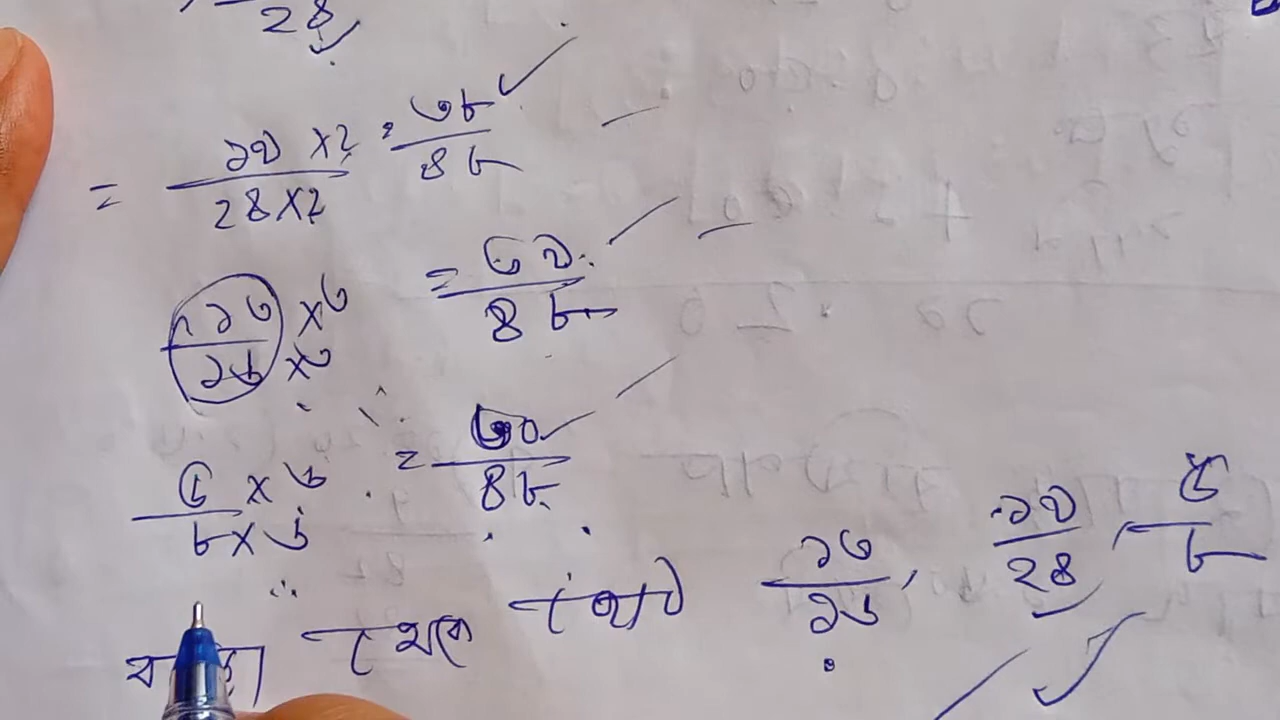 ২৪
= ১৯ ×২ / ২৪×২ = ৩৮ / ৪৮
১৩ ×৩ / ১৬ ×৩ = ৩৯ / ৪৮
৫ × ৬ / ৮ × ৬ = ৩০ / ৪৮
∴ বড় থেকে ছোট ১৩ / ১৬ , ১৯ / ২৪ , ৫ / ৮